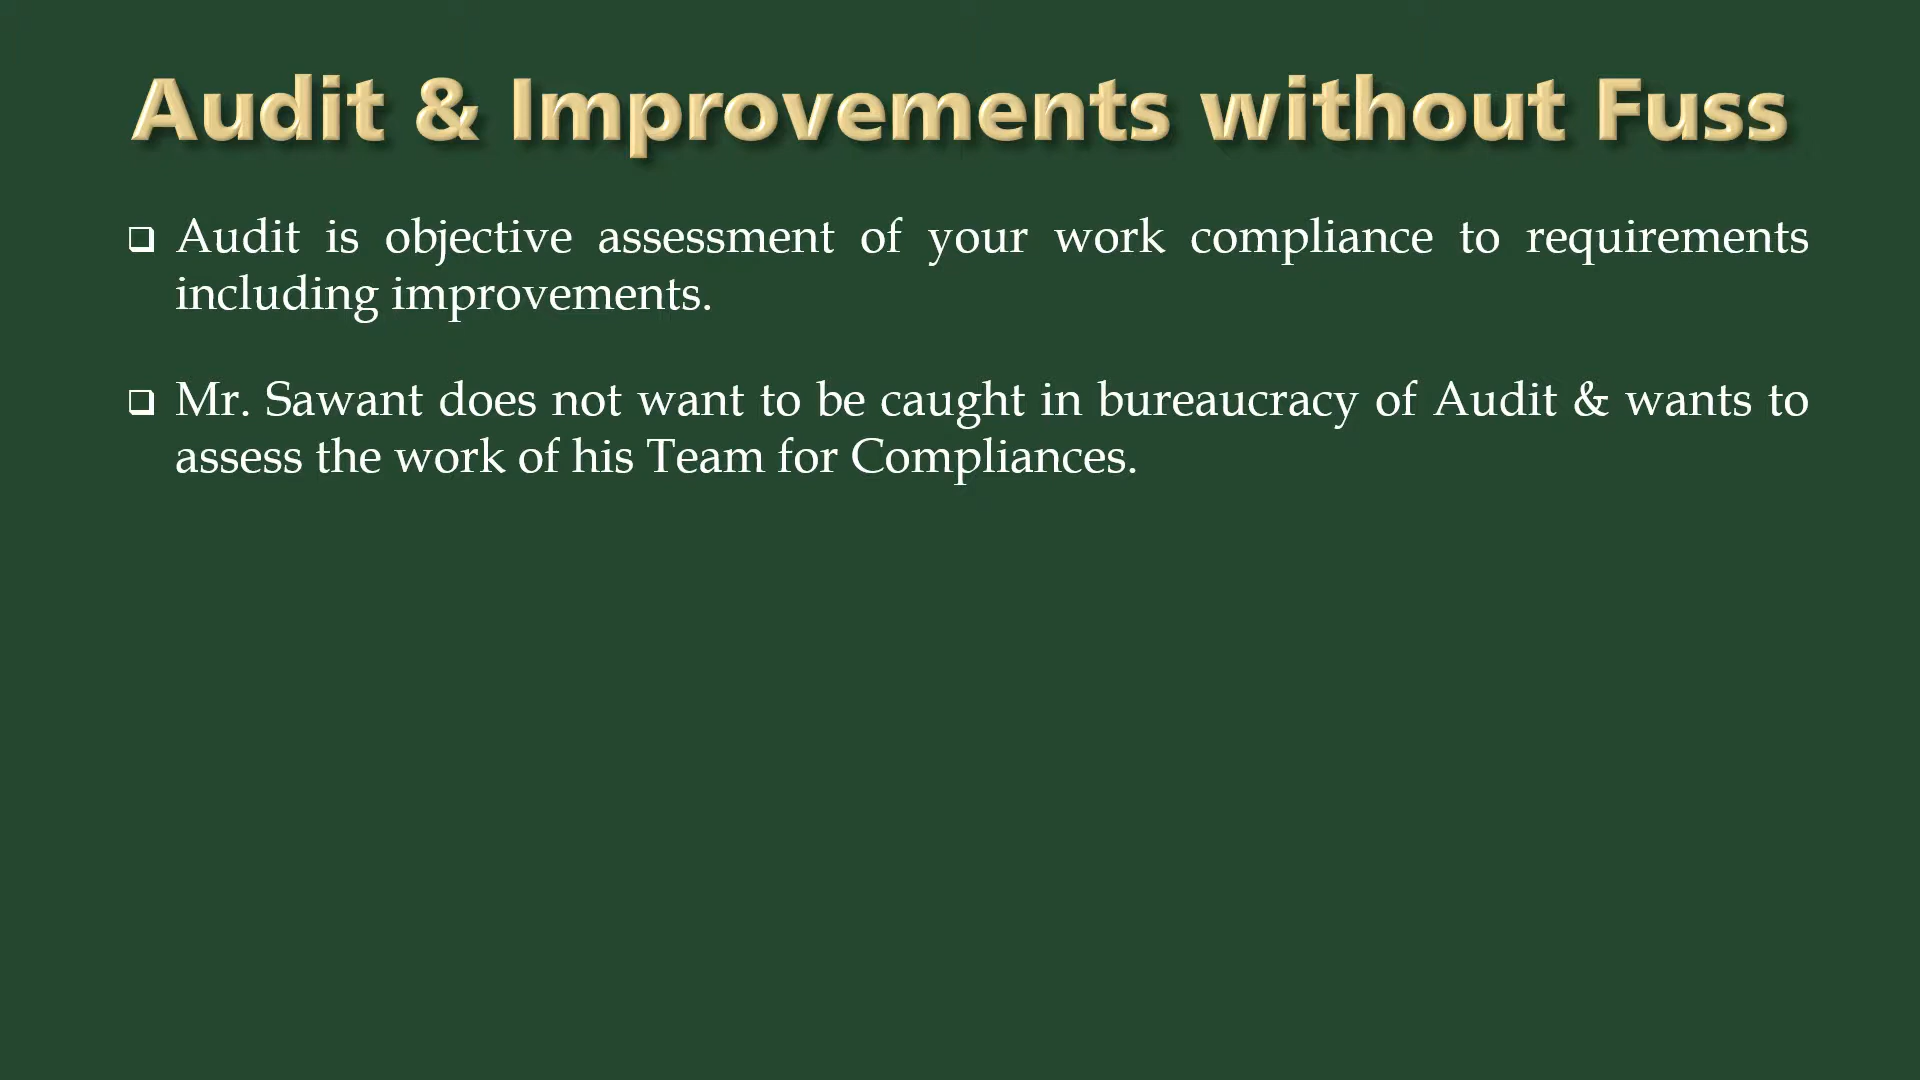 Audit & Improvements without Fuss
❑ Audit is objective assessment of your work compliance to requirements
including improvements.
❑ Mr. Sawant does not want to be caught in bureaucracy of Audit & wants to
assess the work of his Team for Compliances.